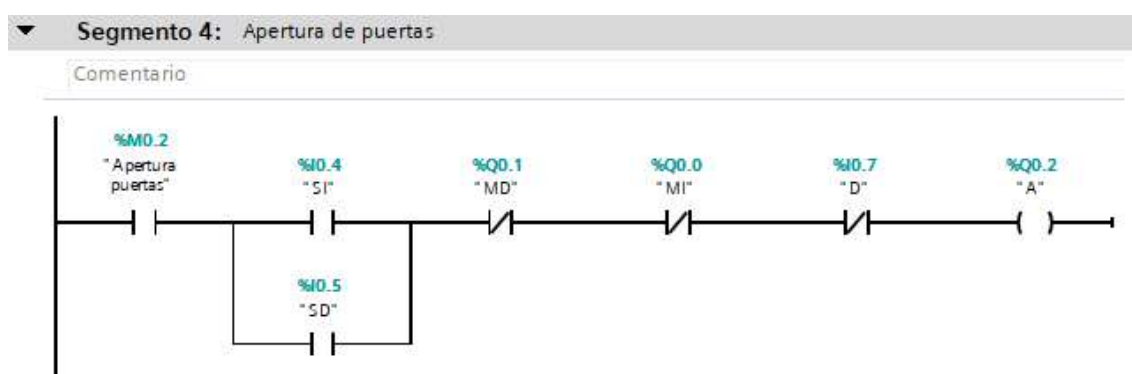 Segmento 4: Apertura de puertas
Comentario
%M0.2
"Apertura
puertas"
%I0.4
"SI"
%Q0.1
"MD"
%Q0.0
"MI"
%I0.7
"D"
%Q0.2
"A"
%I0.5
"SD"